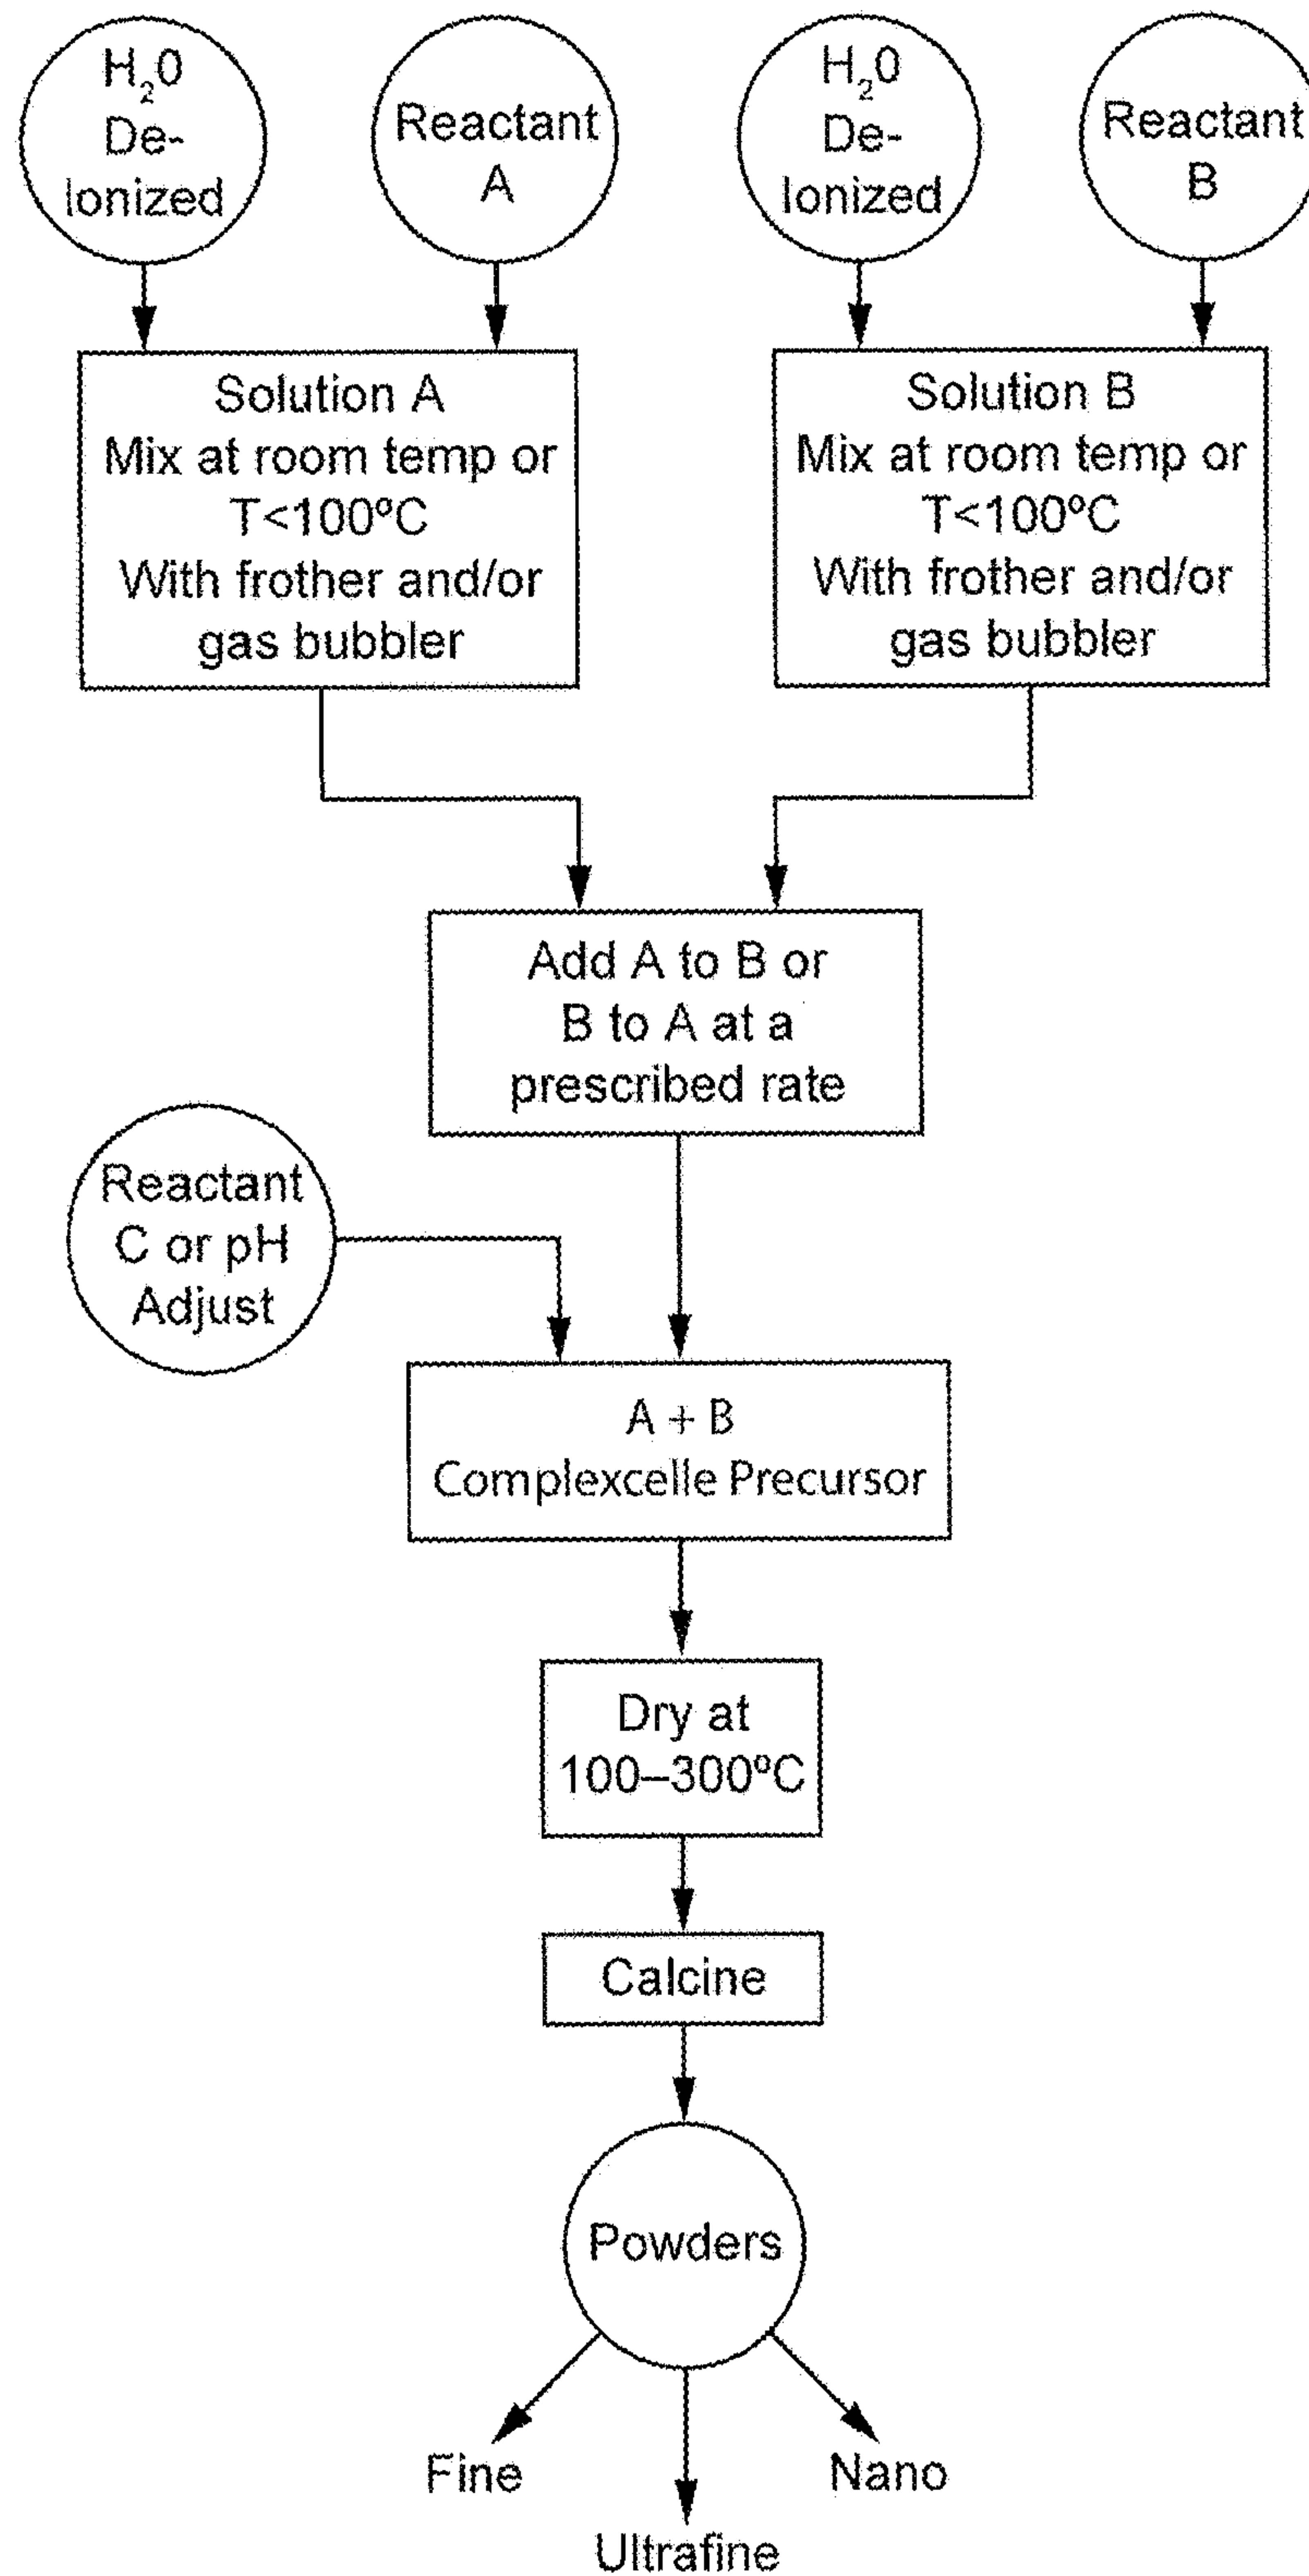 H₂0
De-
Ionized
Reactant
A
H₂0
De-
Ionized
Reactant
B
Solution A
Mix at room temp or
T<100ºC
With frother and/or
gas bubbler
Solution B
Mix at room temp or
T<100ºC
With frother and/or
gas bubbler
Add A to B or
B to A at a
prescribed rate
Reactant
C or pH
Adjust
A + B
Complexcelle Precursor
Dry at
100–300ºC
Calcine
Powders
Fine
Nano
Ultrafine